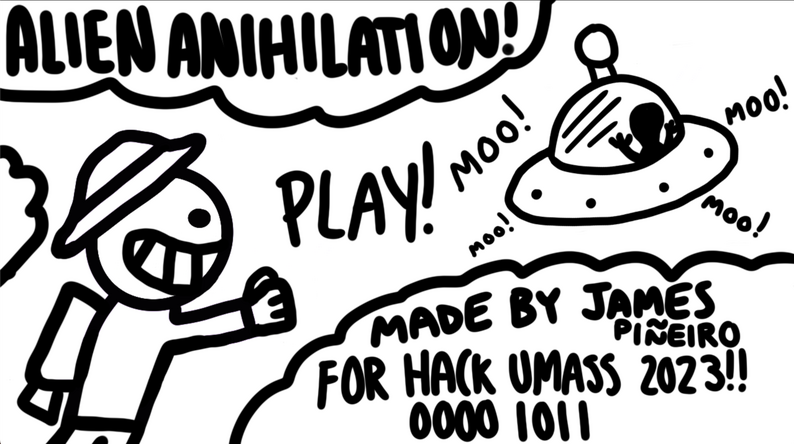 ALIEN ANIHILATION!
PLAY!
MOO!
MOO!
MOO!
MOO!
MADE BY JAMES
PIÑEIRO
FOR HACK UMASS 2023!!
0000 1011